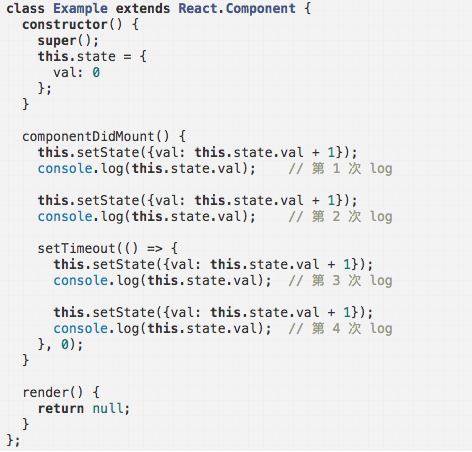 class Example extends React.Component {
  constructor() {
    super();
    this.state = {
      val: 0
    };
  }

  componentDidMount() {
    this.setState({val: this.state.val + 1});
    console.log(this.state.val);    // 第 1 次 log

    this.setState({val: this.state.val + 1});
    console.log(this.state.val);    // 第 2 次 log

    setTimeout(() => {
      this.setState({val: this.state.val + 1});
      console.log(this.state.val);  // 第 3 次 log

      this.setState({val: this.state.val + 1});
      console.log(this.state.val);  // 第 4 次 log
    }, 0);
  }

  render() {
    return null;
  }
};